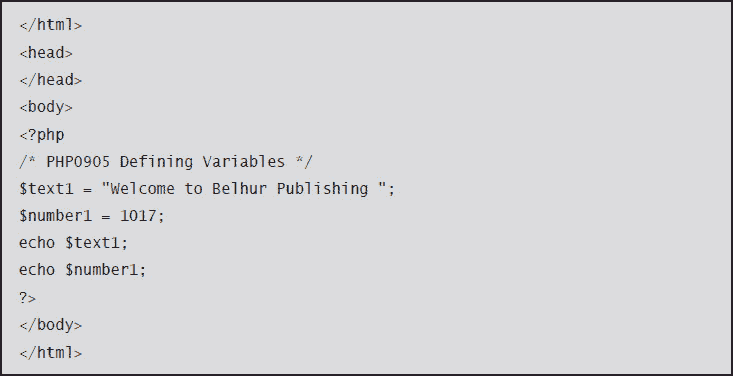 </html>
<head>
</head>
<body>
<?php
/* PHP0905 Defining Variables */
$text1 = "Welcome to Belhur Publishing ";
$number1 = 1017;
echo $text1;
echo $number1;
?>
</body>
</html>